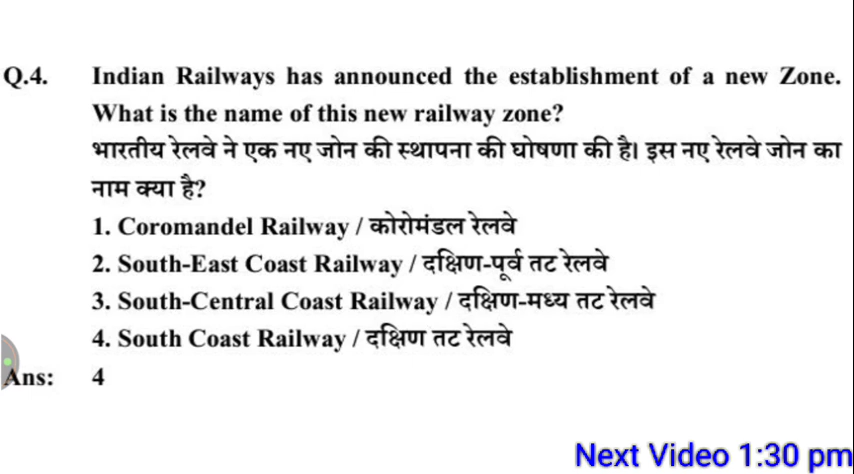 Q.4. Indian Railways has announced the establishment of a new Zone.
What is the name of this new railway zone?
भारतीय रेलवे ने एक नए जोन की स्थापना की घोषणा की है। इस नए रेलवे जोन का
नाम क्या है?
1. Coromandel Railway / कोरोमंडल रेलवे
2. South-East Coast Railway / दक्षिण-पूर्व तट रेलवे
3. South-Central Coast Railway / दक्षिण-मध्य तट रेलवे
4. South Coast Railway / दक्षिण तट रेलवे
Ans: 4
Next Video 1:30 pm